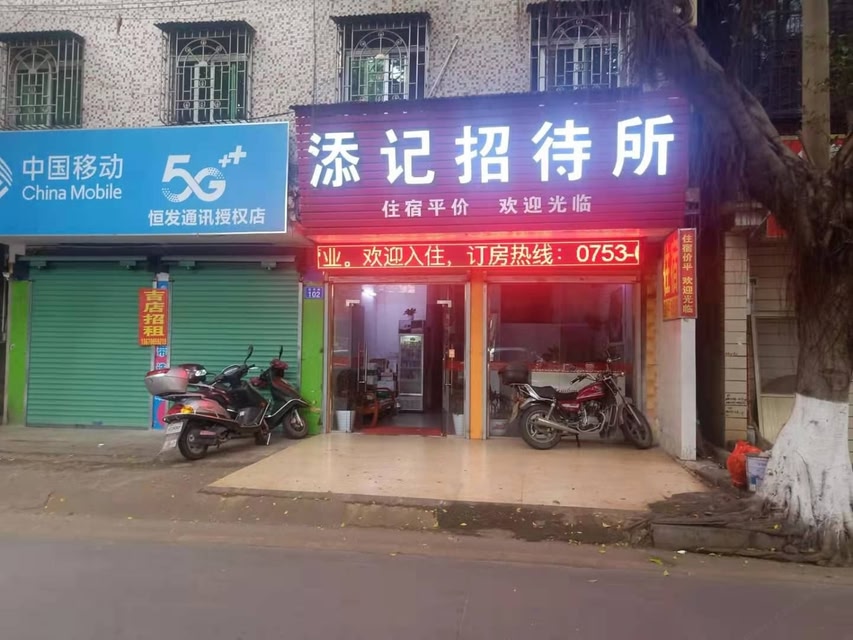 中国移动
China Mobile
5G++
恒发通讯授权店
添记招待所
住宿平价 欢迎光临
业。欢迎入住，订房热线：0753-
102
吉店招租
住宿价平 欢迎光临